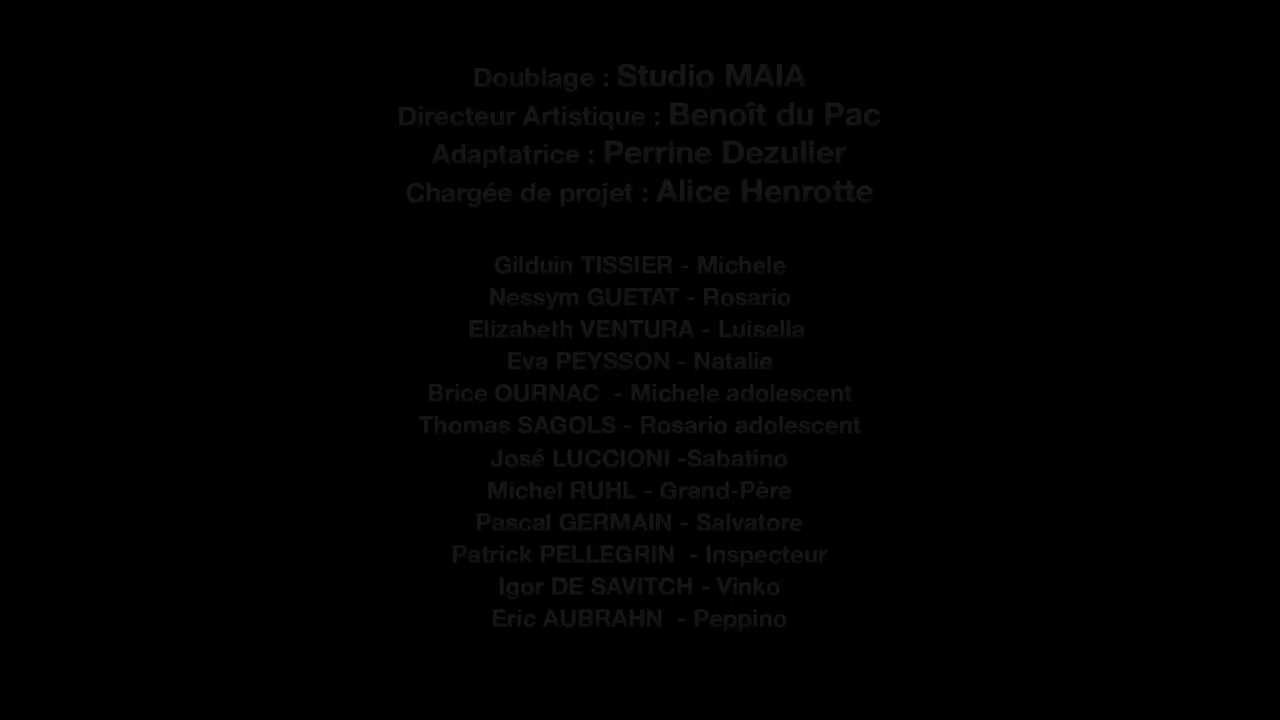 Doublage : Studio MAIA
Directeur Artistique : Benoît du Pac
Adaptatrice : Perrine Dezulier
Chargée de projet : Alice Henrotte
Gilduin TISSIER - Michele
Nessym GUETAT - Rosario
Elizabeth VENTURA - Luisella
Eva PEYSSON - Natalie
Brice OURNAC  - Michele adolescent
Thomas SAGOLS - Rosario adolescent
José LUCCIONI -Sabatino
Michel RUHL - Grand-Père
Pascal GERMAIN - Salvatore
Patrick PELLEGRIN  - Inspecteur
Igor DE SAVITCH - Vinko
Eric AUBRAHN  - Peppino